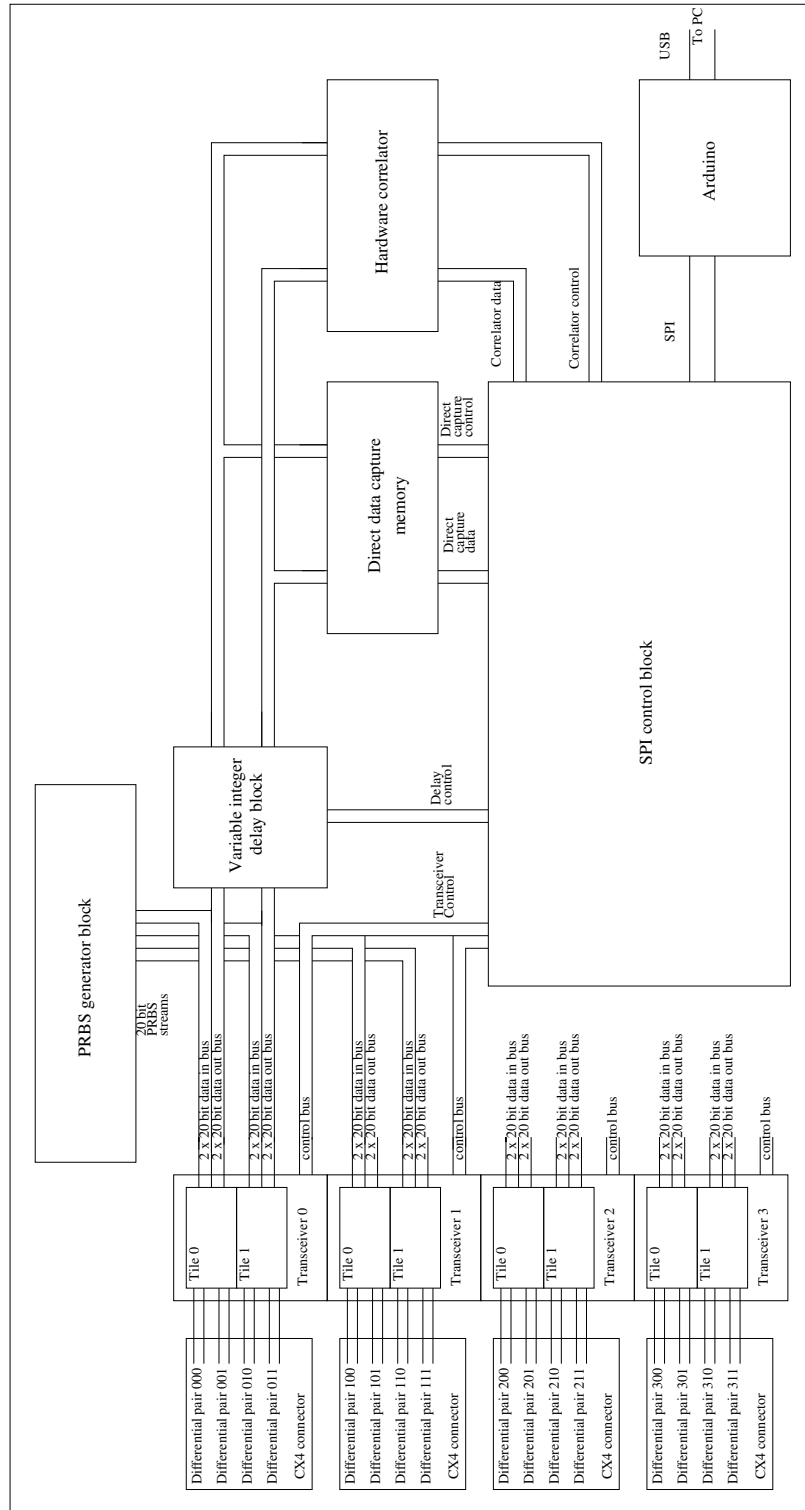 PRBS generator block
20 bit
PRBS
streams
Variable integer
delay block
Direct data capture
memory
Hardware correlator
Direct
capture
data
Direct
capture
control
Correlator data
Correlator control
Delay
control
Transceiver
Control
SPI control block
SPI
Arduino
USB
To PC
Differential pair 000
Differential pair 001
Differential pair 010
Differential pair 011
CX4 connector
Tile 0
Tile 1
Transceiver 0
2 x 20 bit data in bus
2 x 20 bit data out bus
2 x 20 bit data in bus
2 x 20 bit data out bus
control bus
Differential pair 100
Differential pair 101
Differential pair 110
Differential pair 111
CX4 connector
Tile 0
Tile 1
Transceiver 1
2 x 20 bit data in bus
2 x 20 bit data out bus
2 x 20 bit data in bus
2 x 20 bit data out bus
control bus
Differential pair 200
Differential pair 201
Differential pair 210
Differential pair 211
CX4 connector
Tile 0
Tile 1
Transceiver 2
2 x 20 bit data in bus
2 x 20 bit data out bus
2 x 20 bit data in bus
2 x 20 bit data out bus
control bus
Differential pair 300
Differential pair 301
Differential pair 310
Differential pair 311
CX4 connector
Tile 0
Tile 1
Transceiver 3
2 x 20 bit data in bus
2 x 20 bit data out bus
2 x 20 bit data in bus
2 x 20 bit data out bus
control bus